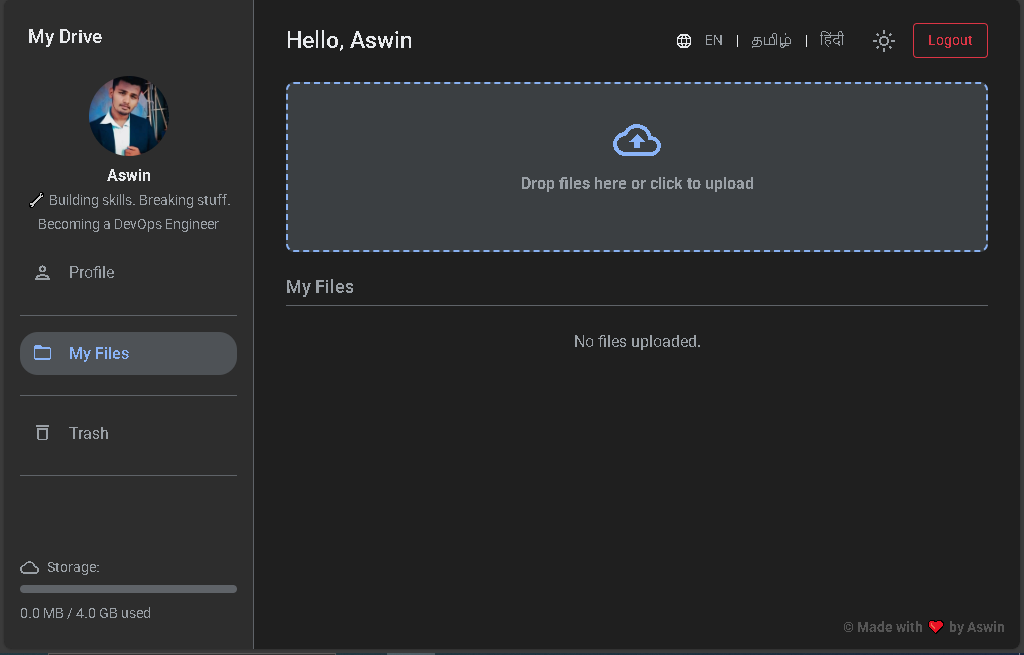 My Drive
Aswin
Building skills. Breaking stuff.
Becoming a DevOps Engineer
Profile
My Files
Trash
Storage:
0.0 MB / 4.0 GB used
Hello, Aswin
EN | தமிழ் | हिंदी
Logout
Drop files here or click to upload
My Files
No files uploaded.
© Made with ❤️ by Aswin